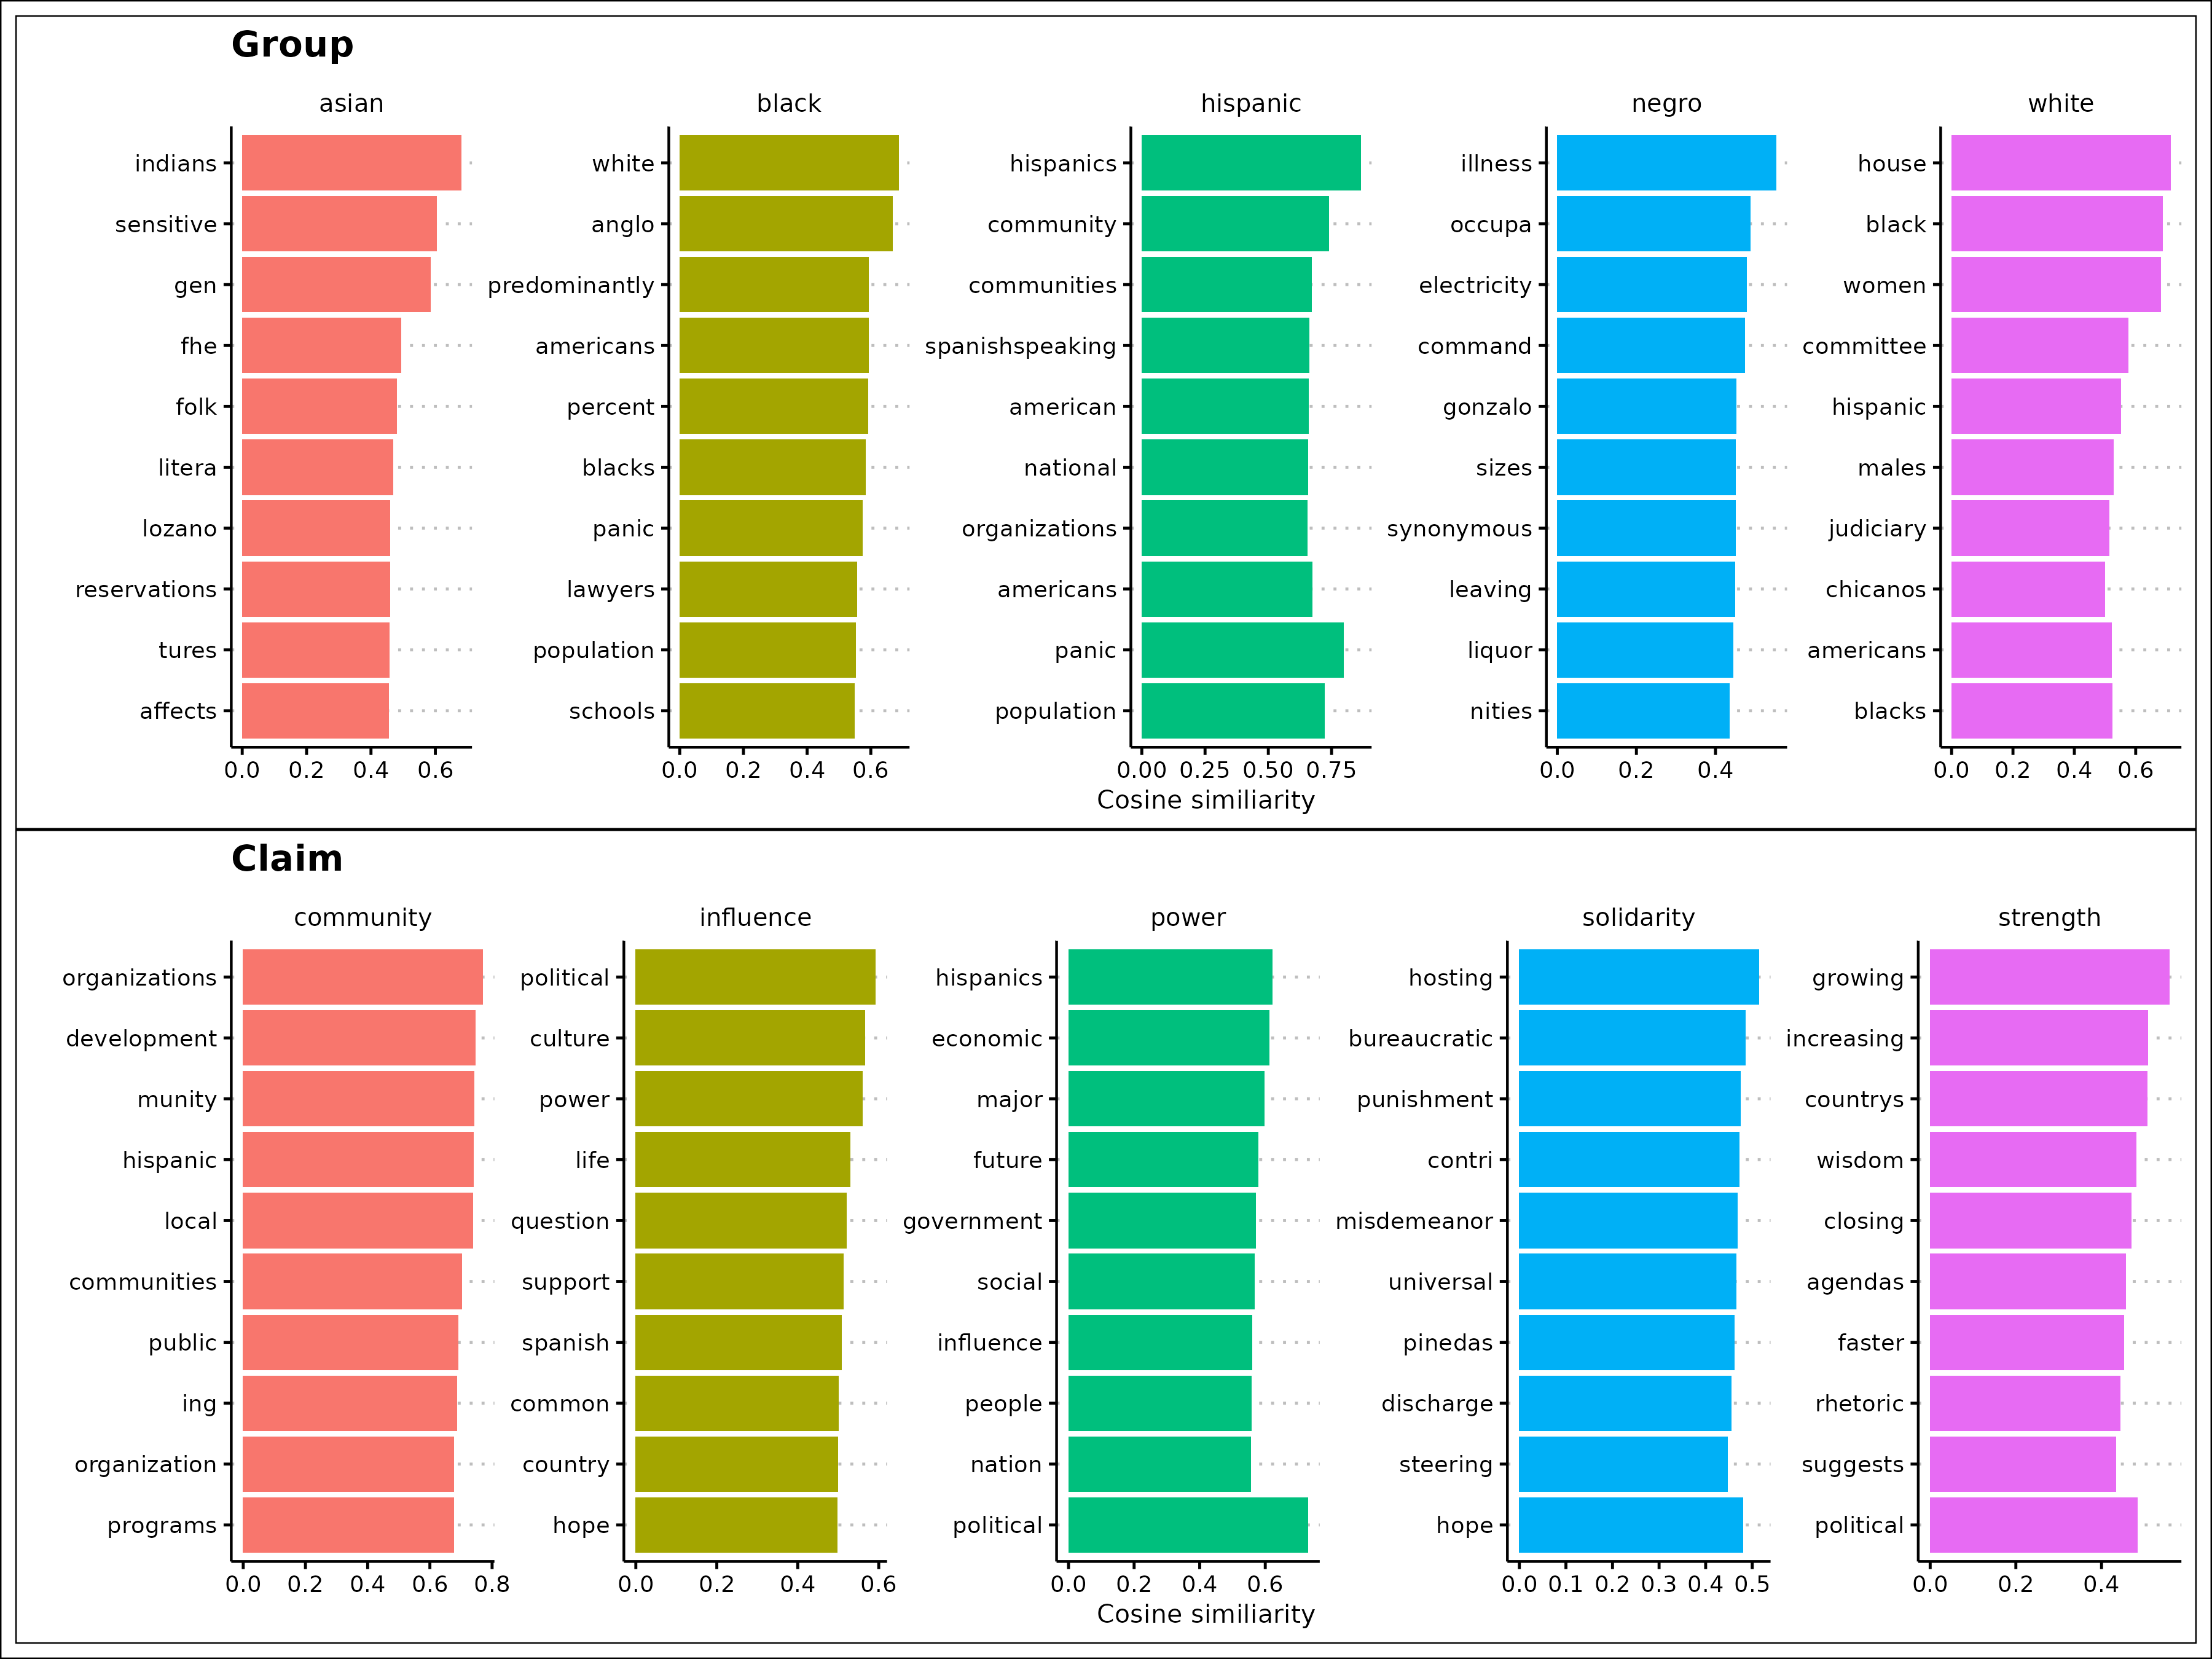 Group
asian
black
hispanic
negro
white
indians
sensitive
gen
fhe
folk
litera
lozano
reservations
tures
affects
0.0 0.2 0.4 0.6
white
anglo
predominantly
americans
percent
blacks
panic
lawyers
population
schools
0.0 0.2 0.4 0.6
hispanics
community
communities
spanishspeaking
american
national
organizations
americans
panic
population
0.00 0.25 0.50 0.75
illness
occupa
electricity
command
gonzalo
sizes
synonymous
leaving
liquor
nities
0.0 0.2 0.4
house
black
women
committee
hispanic
males
judiciary
chicanos
americans
blacks
0.0 0.2 0.4 0.6
Cosine similiarity
Claim
community
influence
power
solidarity
strength
organizations
development
munity
hispanic
local
communities
public
ing
organization
programs
0.0 0.2 0.4 0.6 0.8
political
culture
power
life
question
support
spanish
common
country
hope
0.0 0.2 0.4 0.6
hispanics
economic
major
future
government
social
influence
people
nation
political
0.0 0.2 0.4 0.6
hosting
bureaucratic
punishment
contri
misdemeanor
universal
pinedas
discharge
steering
hope
0.0 0.1 0.2 0.3 0.4 0.5
growing
increasing
countrys
wisdom
closing
agendas
faster
rhetoric
suggests
political
0.0 0.2 0.4
Cosine similiarity